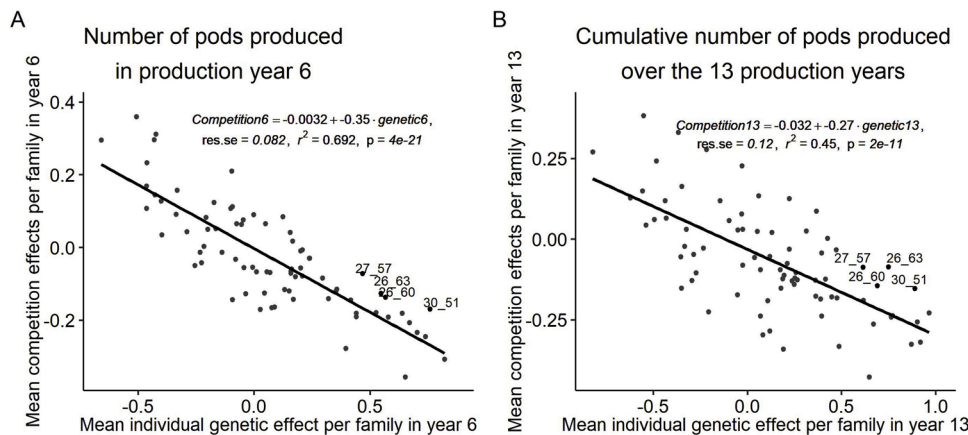 A
Number of pods produced
in production year 6
Mean competition effects per family in year 6
0.4
0.2
0.0
-0.2
Competition6 = -0.0032 + -0.35 · genetic6,
res.se = 0.082, r² = 0.692, p = 4e-21
27_57
26_63
26_60
30_51
-0.5
0.0
0.5
Mean individual genetic effect per family in year 6
B
Cumulative number of pods produced
over the 13 production years
Mean competition effects per family in year 13
0.25
0.00
-0.25
Competition13 = -0.032 + -0.27 · genetic13,
res.se = 0.12, r² = 0.45, p = 2e-11
27_57
26_63
26_60
30_51
-0.5
0.0
0.5
1.0
Mean individual genetic effect per family in year 13